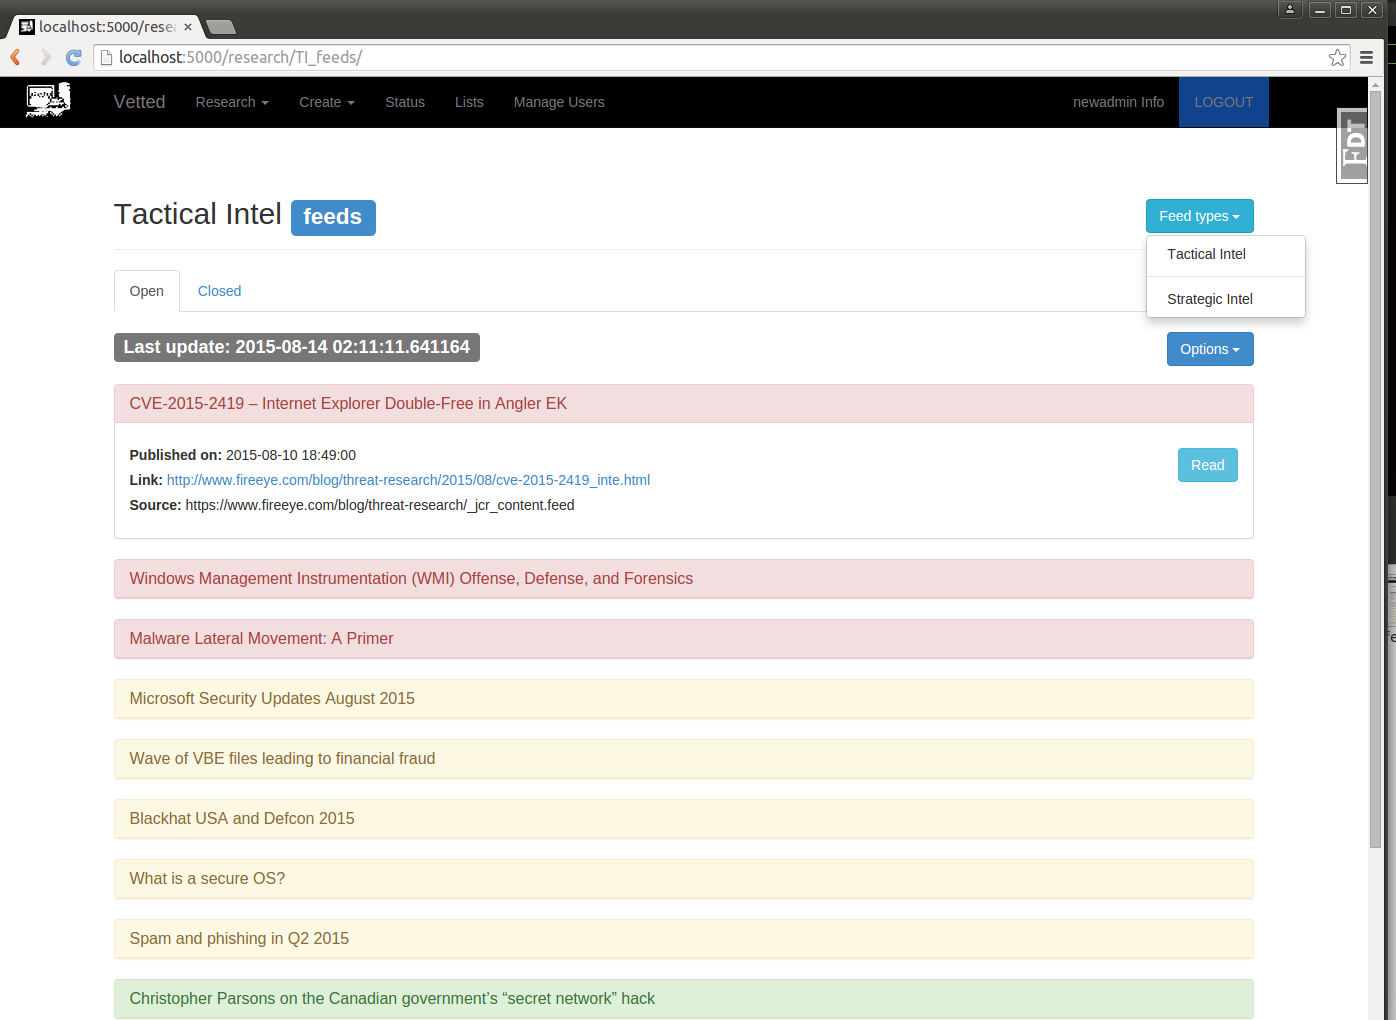 localhost:5000/rese
localhost:5000/research/TI_feeds/
Vetted Research Create Status Lists Manage Users newadmin Info LOGOUT
FDT
Tactical Intel feeds
Feed types
Tactical Intel
Strategic Intel
Open Closed
Last update: 2015-08-14 02:11:11.641164
Options
CVE-2015-2419 – Internet Explorer Double-Free in Angler EK
Published on: 2015-08-10 18:49:00
Read
Link: http://www.fireeye.com/blog/threat-research/2015/08/cve-2015-2419_inte.html
Source: https://www.fireeye.com/blog/threat-research/_jcr_content.feed
Windows Management Instrumentation (WMI) Offense, Defense, and Forensics
Malware Lateral Movement: A Primer
Microsoft Security Updates August 2015
Wave of VBE files leading to financial fraud
Blackhat USA and Defcon 2015
What is a secure OS?
Spam and phishing in Q2 2015
Christopher Parsons on the Canadian government’s “secret network” hack